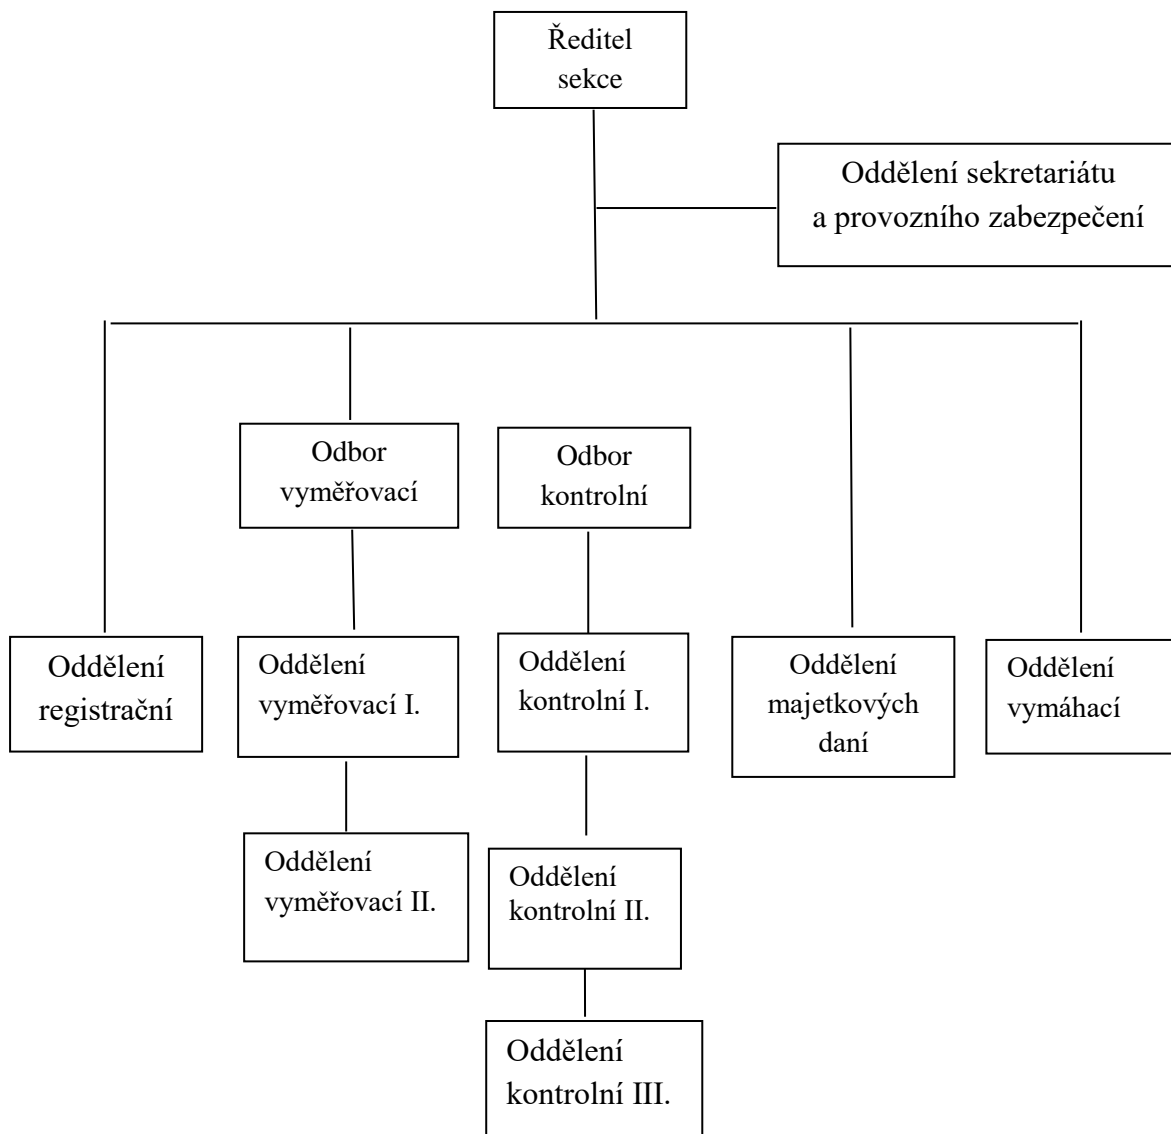 Ředitel
sekce
Oddělení sekretariátu
a provozního zabezpečení
Odbor
vyměřovací
Odbor
kontrolní
Oddělení
registrační
Oddělení
vyměřovací I.
Oddělení
kontrolní I.
Oddělení
majetkových
daní
Oddělení
vymáhací
Oddělení
vyměřovací II.
Oddělení
kontrolní II.
Oddělení
kontrolní III.